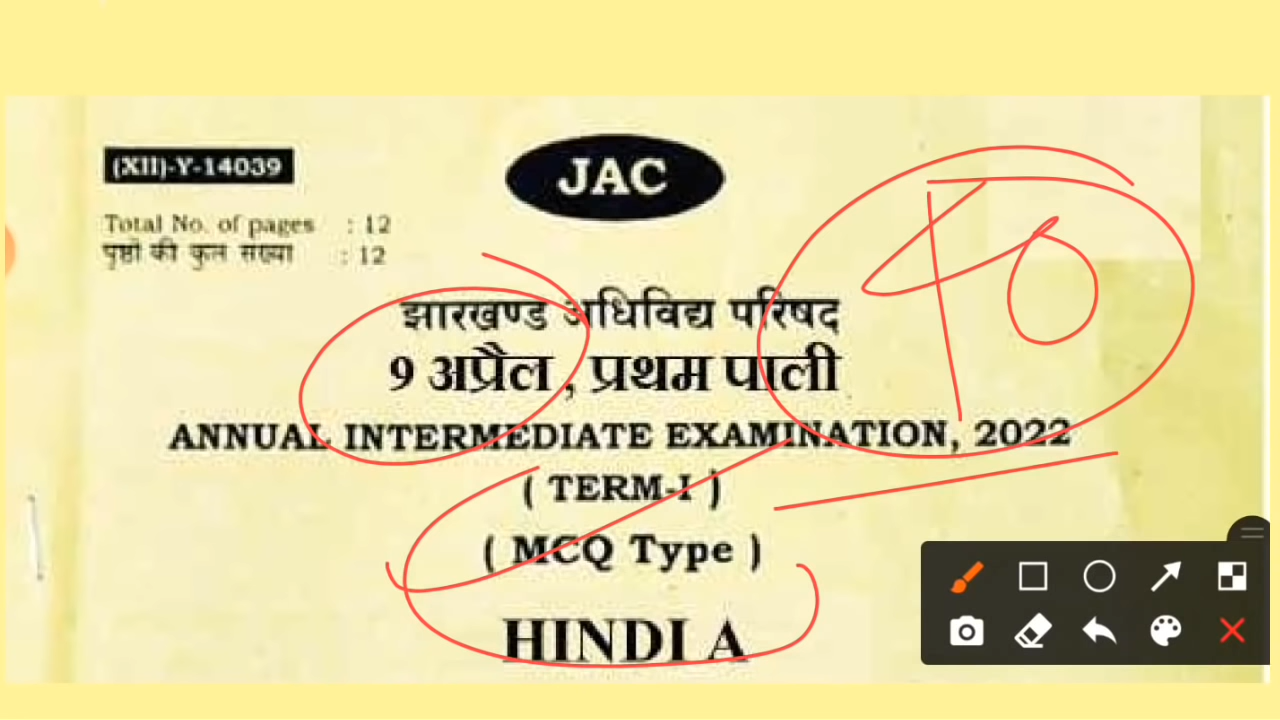 (XII)-Y-14039
JAC
Total No. of pages : 12
पृष्ठों की कुल संख्या : 12
झारखण्ड अधिविद्य परिषद
9 अप्रैल , प्रथम पाली
ANNUAL INTERMEDIATE EXAMINATION, 2022
( TERM-I )
( MCQ Type )
HINDI A
40